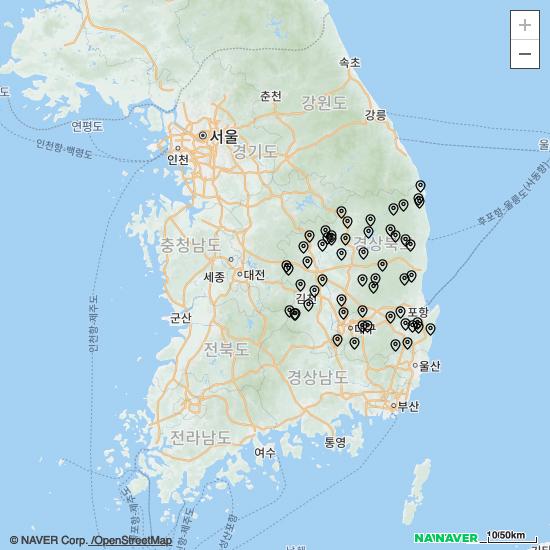 +
−
속초
춘천
강원도
도
강릉
연평도
서울
울
인천
경기도
인천항-백령도
후포항-울릉도(사동항)
경상북도
충청남도
세종
대전
김천
군산
포항
대구
인천항-제주도
전북도
경상남도
울산
부산
전라남도
통영
여수
© NAVER Corp. /OpenStreetMap
NAVER
10/50km